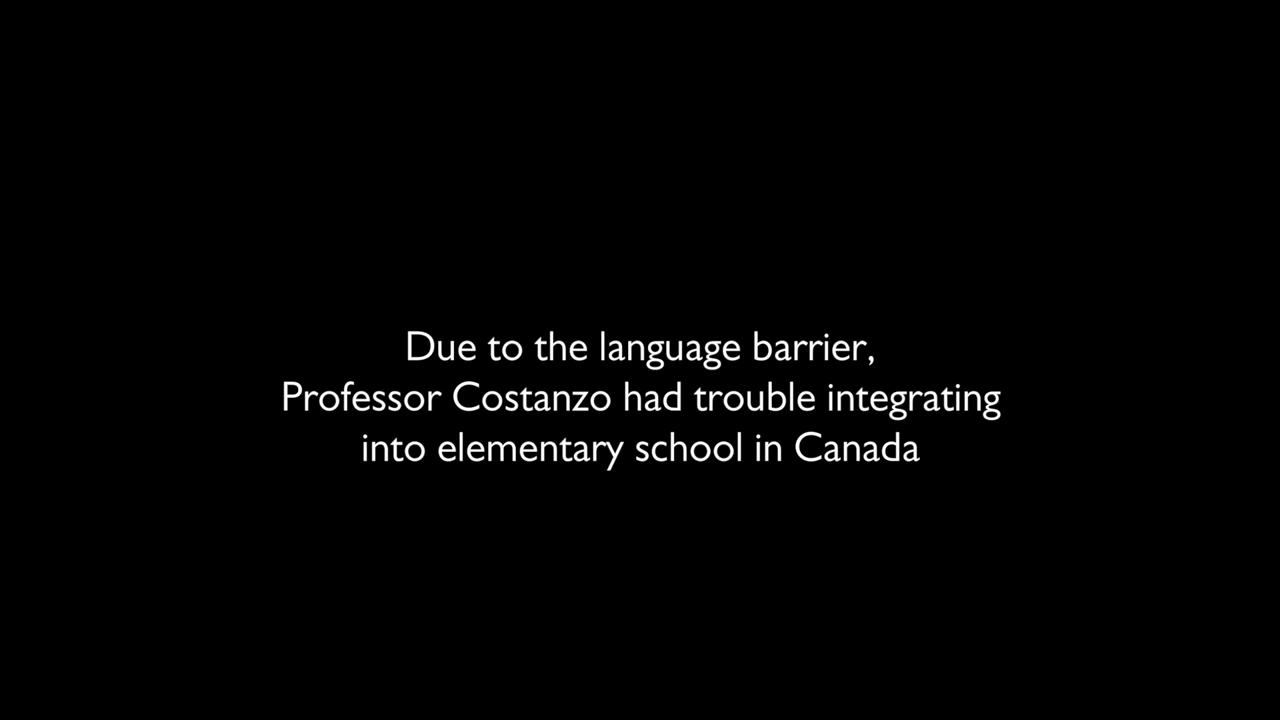 Due to the language barrier,
Professor Costanzo had trouble integrating
into elementary school in Canada